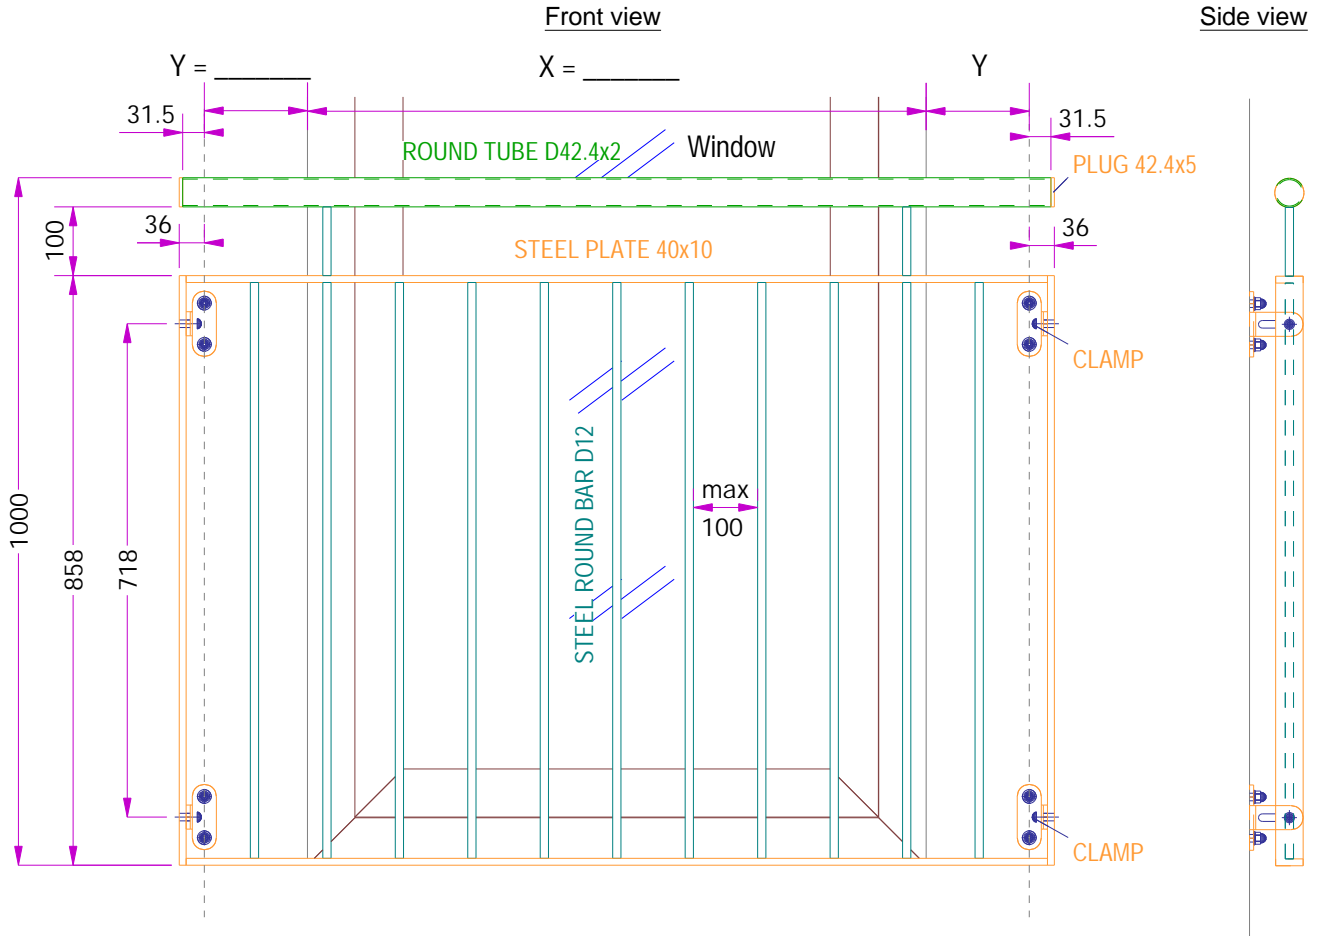 Front view
Side view
Y = _______
X = _______
Y
31.5
31.5
ROUND TUBE D42.4x2
Window
PLUG 42.4x5
36
36
100
STEEL PLATE 40x10
CLAMP
STEEL ROUND BAR D12
max
100
1000
858
718
CLAMP